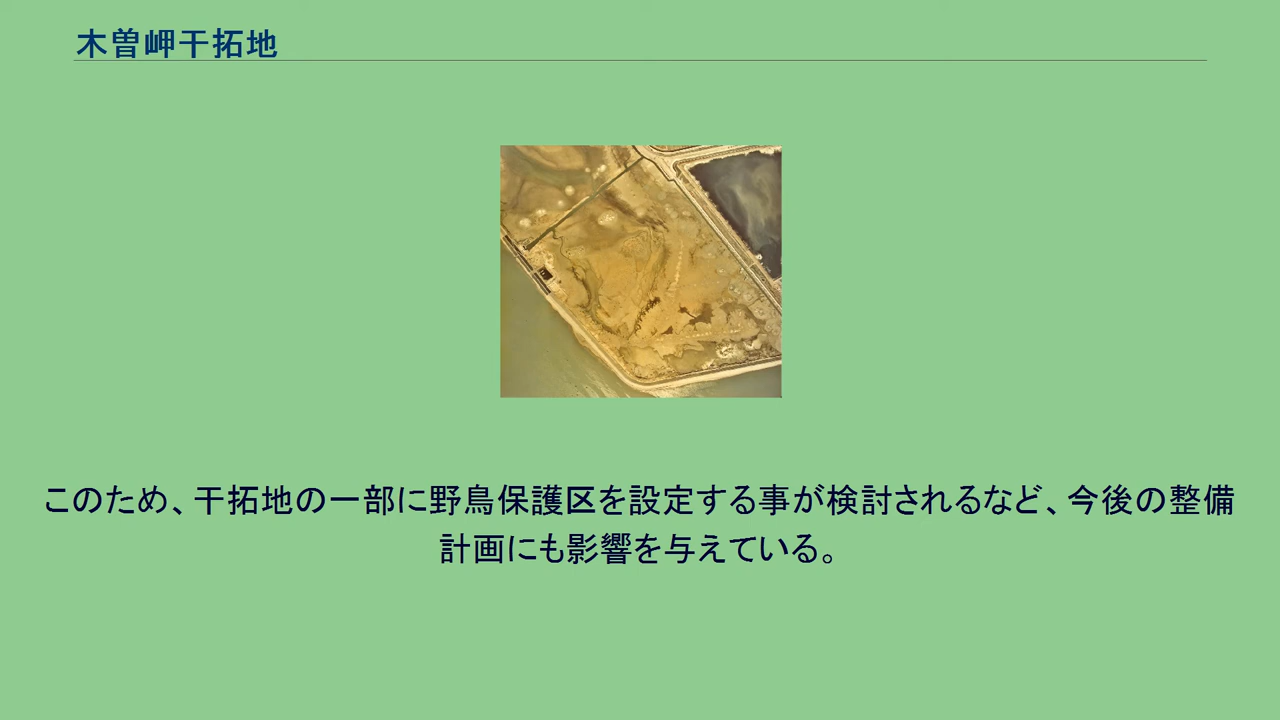 木曽岬干拓地
このため、干拓地の一部に野鳥保護区を設定する事が検討されるなど、今後の整備
計画にも影響を与えている。